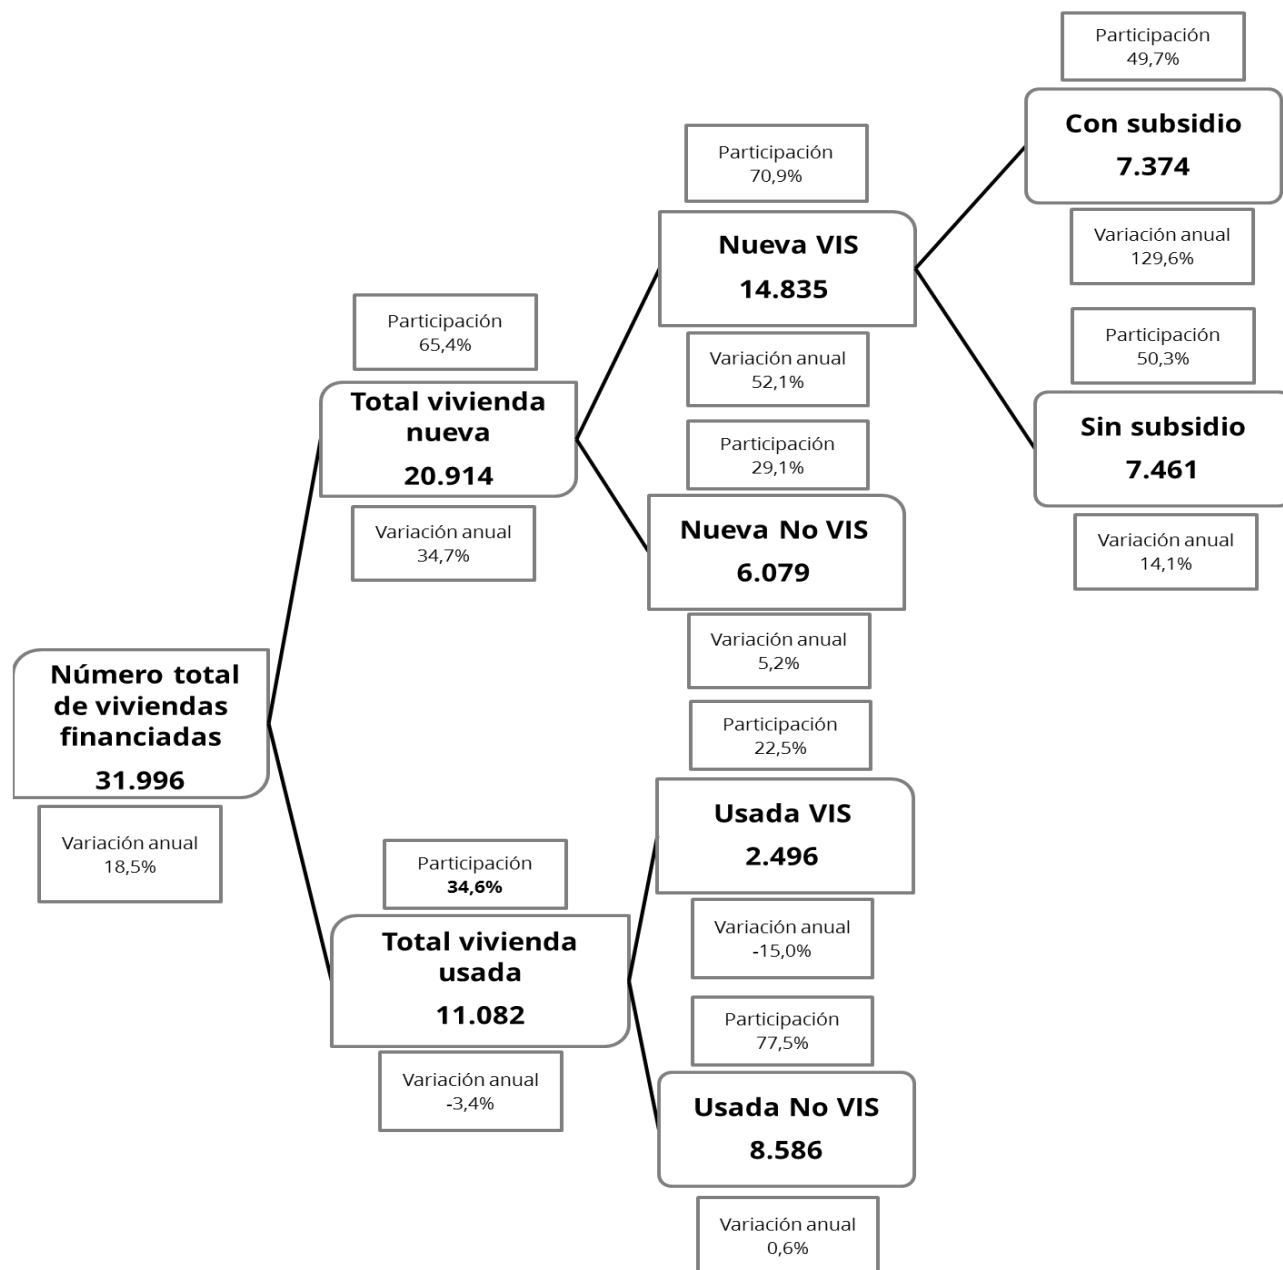 Participación
49,7%
Con subsidio
7.374
Variación anual
129,6%
Participación
50,3%
Sin subsidio
7.461
Variación anual
14,1%
Participación
70,9%
Nueva VIS
14.835
Variación anual
52,1%
Participación
29,1%
Nueva No VIS
6.079
Variación anual
5,2%
Participación
65,4%
Total vivienda
nueva
20.914
Variación anual
34,7%
Número total
de viviendas
financiadas
31.996
Variación anual
18,5%
Participación
34,6%
Total vivienda
usada
11.082
Variación anual
-3,4%
Participación
22,5%
Usada VIS
2.496
Variación anual
-15,0%
Participación
77,5%
Usada No VIS
8.586
Variación anual
0,6%